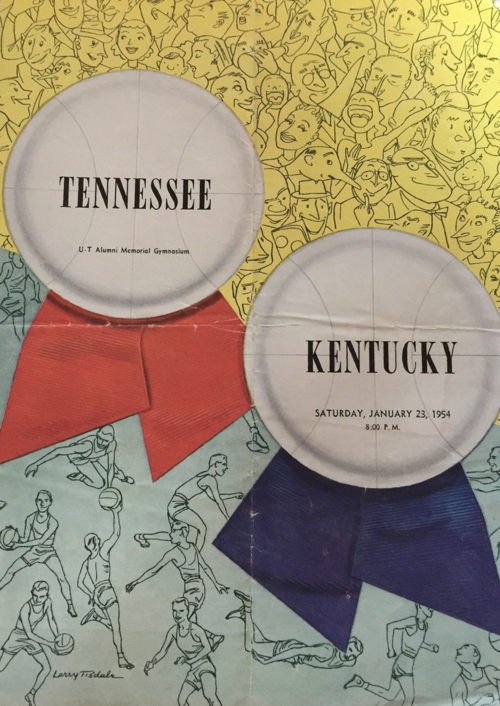 TENNESSEE
U-T Alumni Memorial Gymnasium
KENTUCKY
SATURDAY, JANUARY 23, 1954
8:00 P. M.
Larry Tisdale